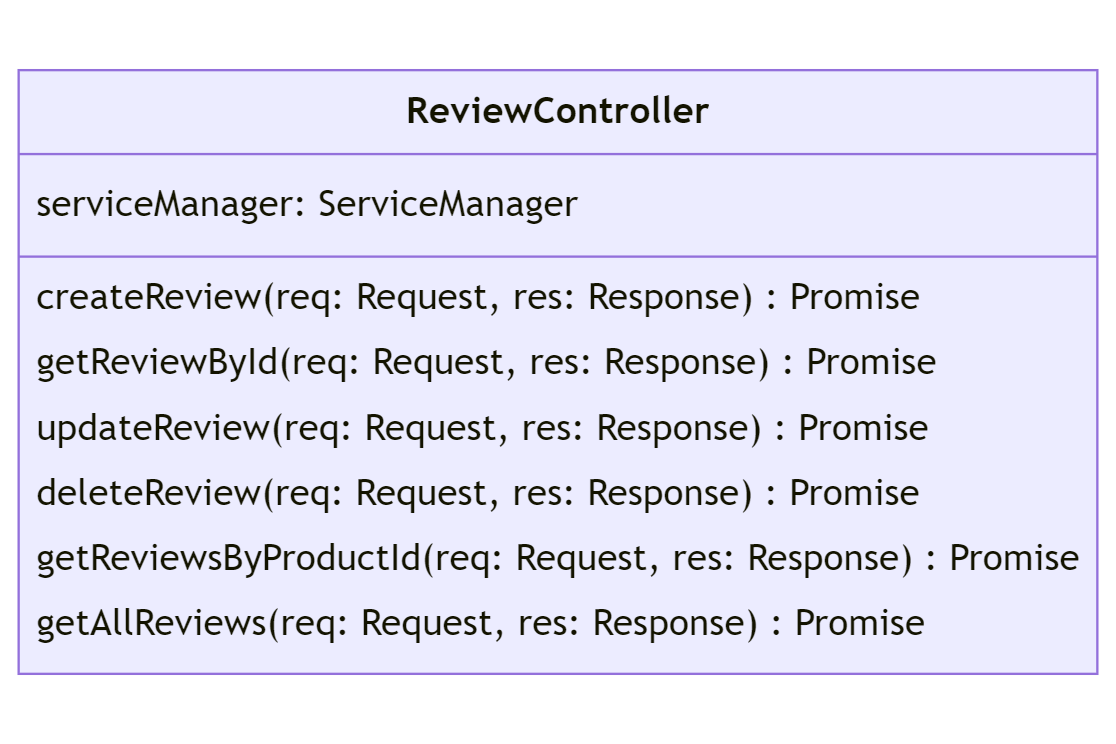 ReviewController
serviceManager: ServiceManager
createReview(req: Request, res: Response) : Promise
getReviewById(req: Request, res: Response) : Promise
updateReview(req: Request, res: Response) : Promise
deleteReview(req: Request, res: Response) : Promise
getReviewsByProductId(req: Request, res: Response) : Promise
getAllReviews(req: Request, res: Response) : Promise